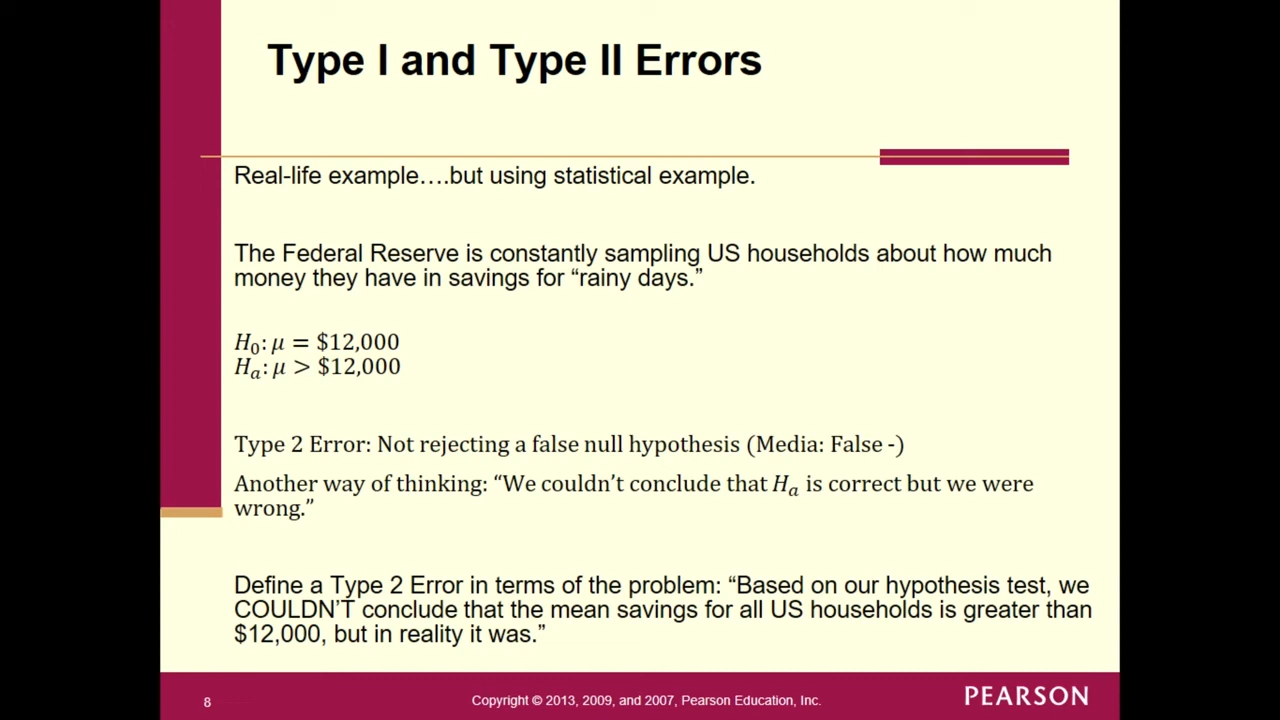 Type I and Type II Errors
Real-life example….but using statistical example.
The Federal Reserve is constantly sampling US households about how much
money they have in savings for “rainy days.”
H₀: μ = $12,000
Hₐ: μ > $12,000
Type 2 Error: Not rejecting a false null hypothesis (Media: False -)
Another way of thinking: “We couldn’t conclude that Hₐ is correct but we were
wrong.”
Define a Type 2 Error in terms of the problem: “Based on our hypothesis test, we
COULDN’T conclude that the mean savings for all US households is greater than
$12,000, but in reality it was.”
8
Copyright © 2013, 2009, and 2007, Pearson Education, Inc.
PEARSON